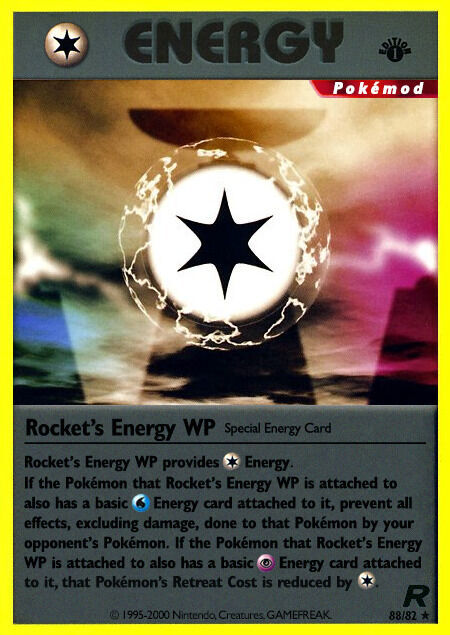 ENERGY
EDITION 1
Pokémod
Rocket's Energy WP Special Energy Card
Rocket's Energy WP provides Energy.
If the Pokémon that Rocket's Energy WP is attached to
also has a basic Energy card attached to it, prevent all
effects, excluding damage, done to that Pokémon by your
opponent's Pokémon. If the Pokémon that Rocket's Energy
WP is attached to also has a basic Energy card attached
to it, that Pokémon's Retreat Cost is reduced by .
R
© 1995-2000 Nintendo, Creatures, GAMEFREAK. 88/82 ★